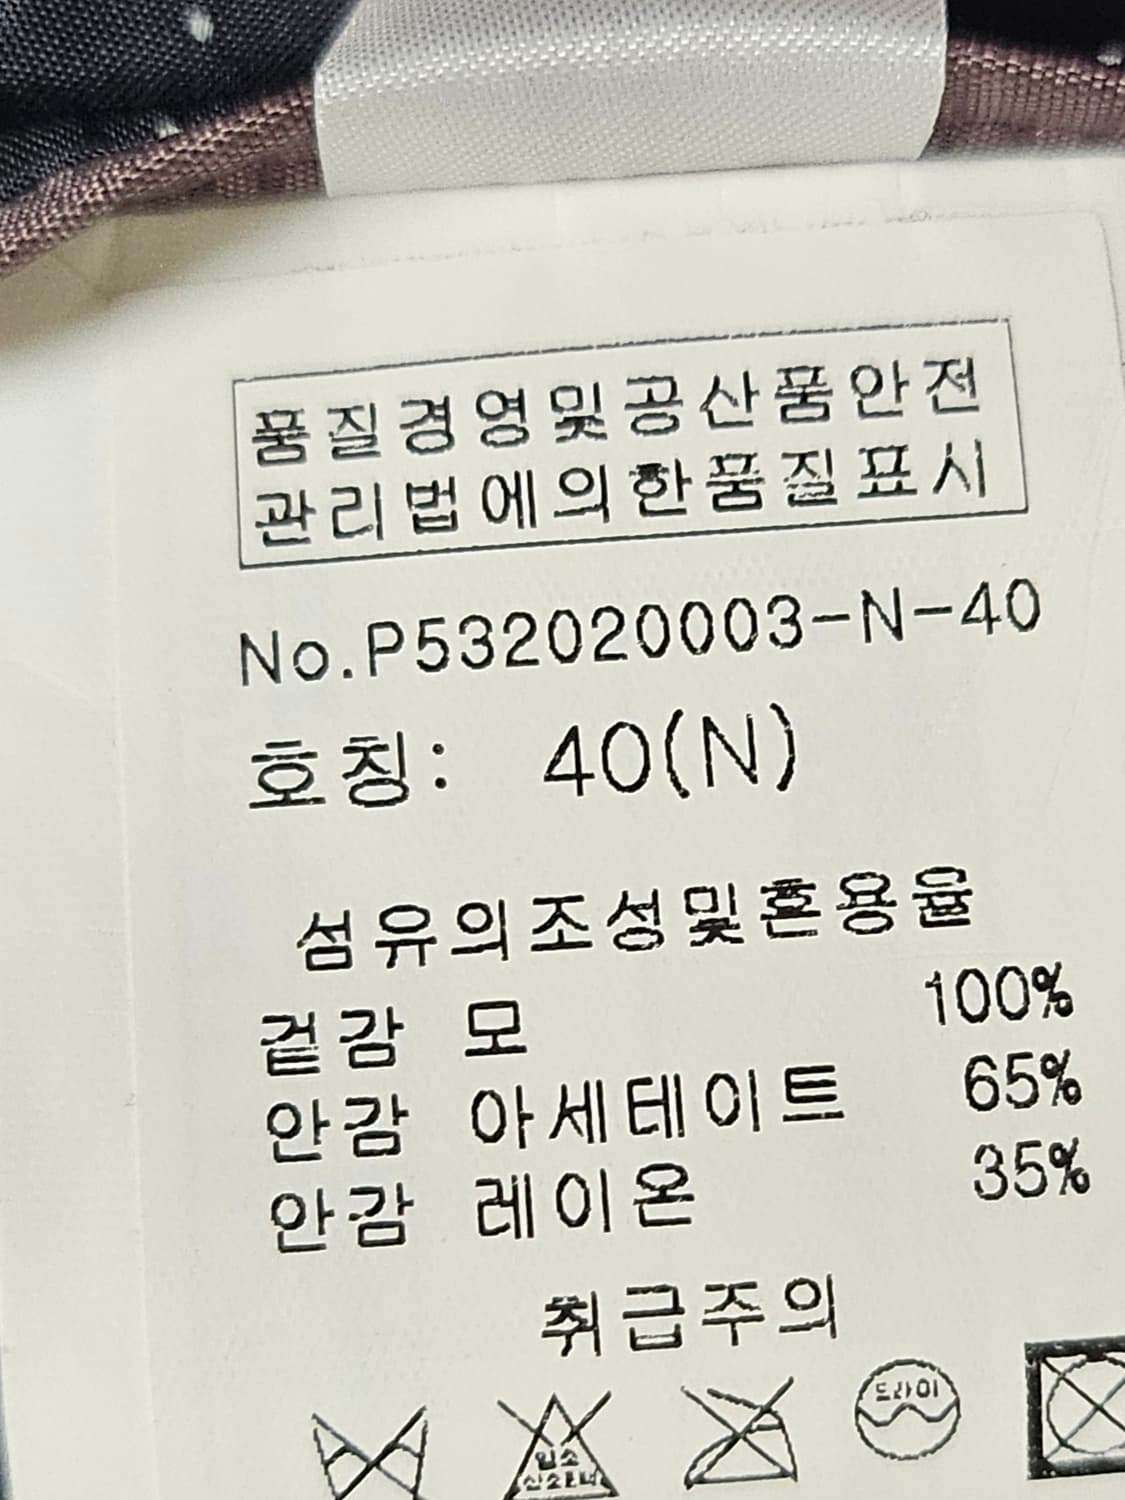 품질경영및공산품안전
관리법에의한품질표시
No.P532020003-N-40
호칭: 40(N)
섬유의조성및혼용율
겉감 모 100%
안감 아세테이트 65%
안감 레이온 35%
취급주의
드라이